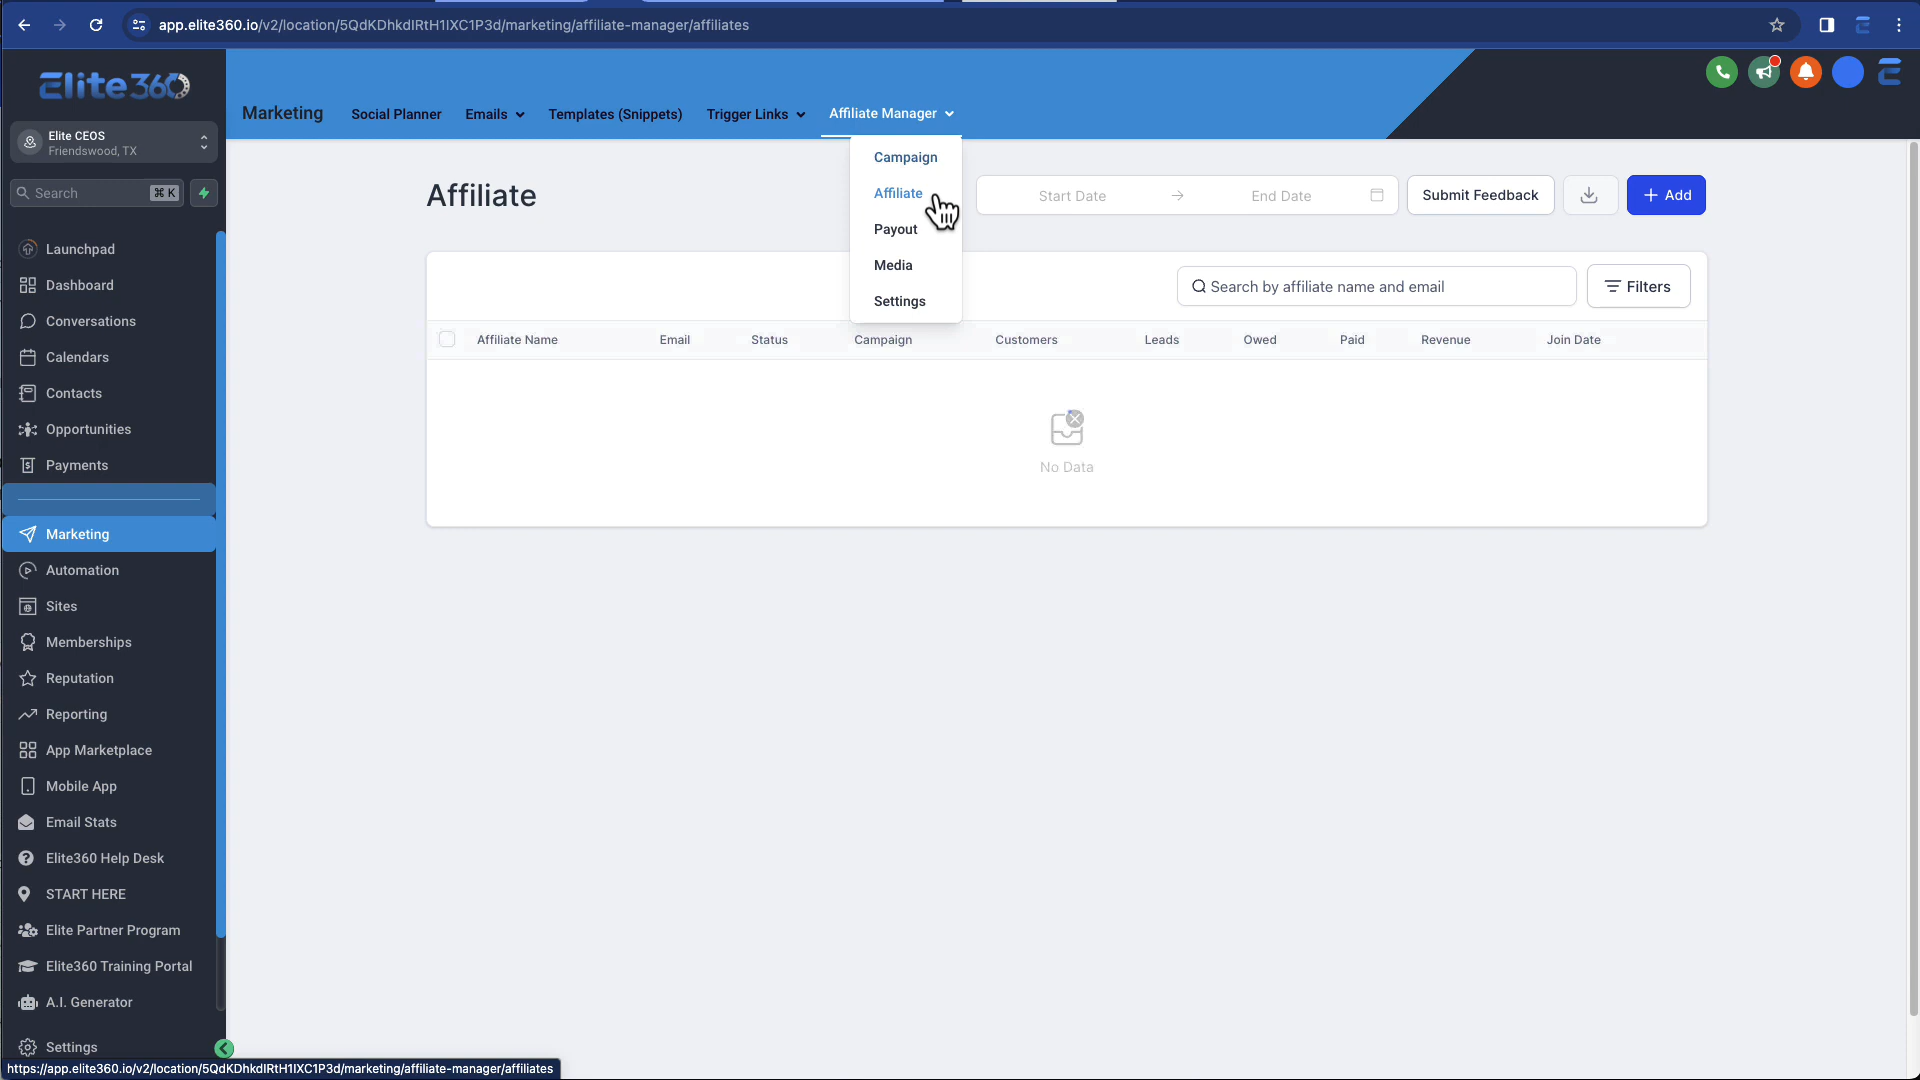 app.elite360.io/v2/location/5QdKDhkdIRtH1IXC1P3d/marketing/affiliate-manager/affiliates
Elite360
Marketing
Social Planner
Emails
Templates (Snippets)
Trigger Links
Affiliate Manager
Elite CEOS
Friendswood, TX
Search
⌘ K
Campaign
Affiliate
Payout
Media
Settings
Affiliate
Start Date
End Date
Submit Feedback
+ Add
Search by affiliate name and email
Filters
Affiliate Name
Email
Status
Campaign
Customers
Leads
Owed
Paid
Revenue
Join Date
No Data
Launchpad
Dashboard
Conversations
Calendars
Contacts
Opportunities
Payments
Marketing
Automation
Sites
Memberships
Reputation
Reporting
App Marketplace
Mobile App
Email Stats
Elite360 Help Desk
START HERE
Elite Partner Program
Elite360 Training Portal
A.I. Generator
Settings
https://app.elite360.io/v2/location/5QdKDhkdIRtH1IXC1P3d/marketing/affiliate-manager/affiliates